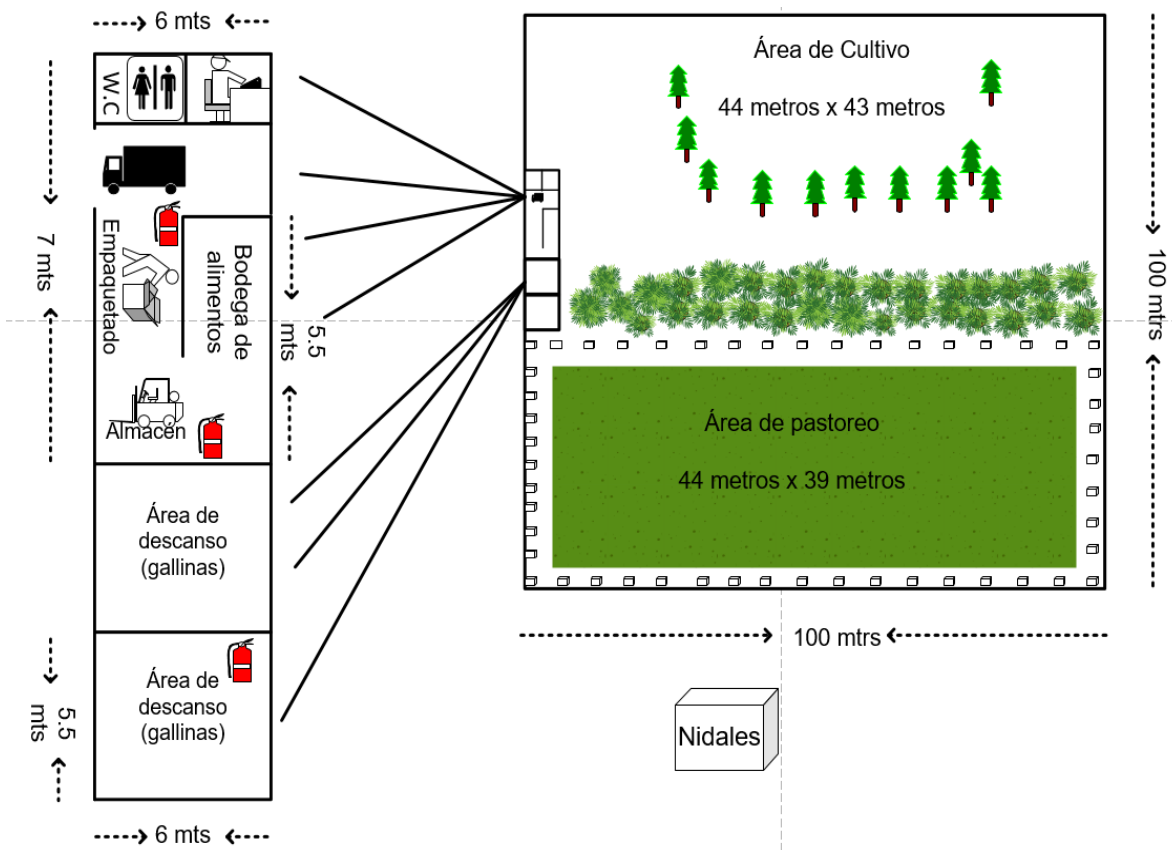 6 mts
W.C
7 mts
Empaquetado
Bodega de
alimentos
5.5
mts
Almacén
Área de
descanso
(gallinas)
Área de
descanso
(gallinas)
5.5
mts
6 mts
Área de Cultivo
44 metros x 43 metros
100 mtrs
Área de pastoreo
44 metros x 39 metros
100 mtrs
Nidales